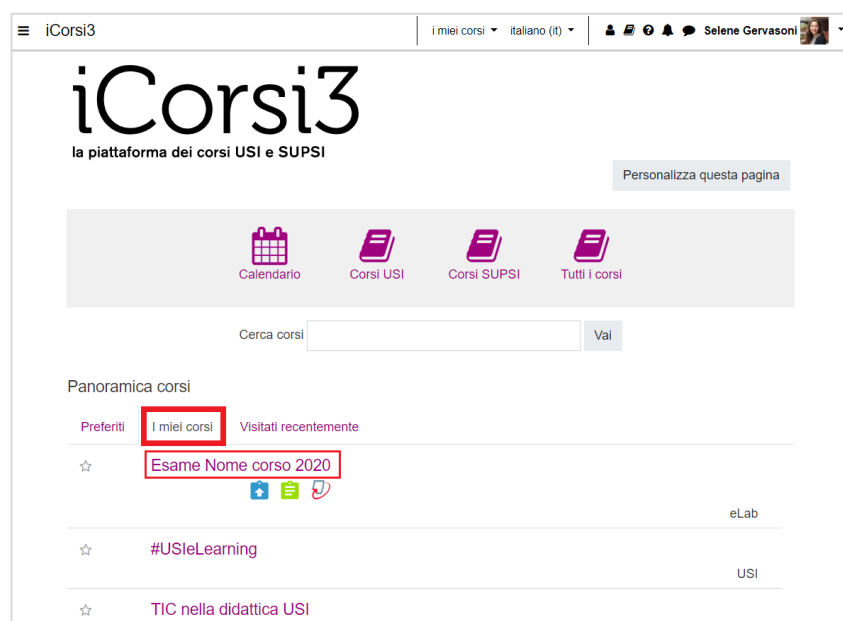 iCorsi3
i miei corsi
italiano (it)
Selene Gervasoni
iCorsi3
la piattaforma dei corsi USI e SUPSI
Personalizza questa pagina
Calendario
Corsi USI
Corsi SUPSI
Tutti i corsi
Cerca corsi
Vai
Panoramica corsi
Preferiti
I miei corsi
Visitati recentemente
Esame Nome corso 2020
eLab
#USIeLearning
USI
TIC nella didattica USI